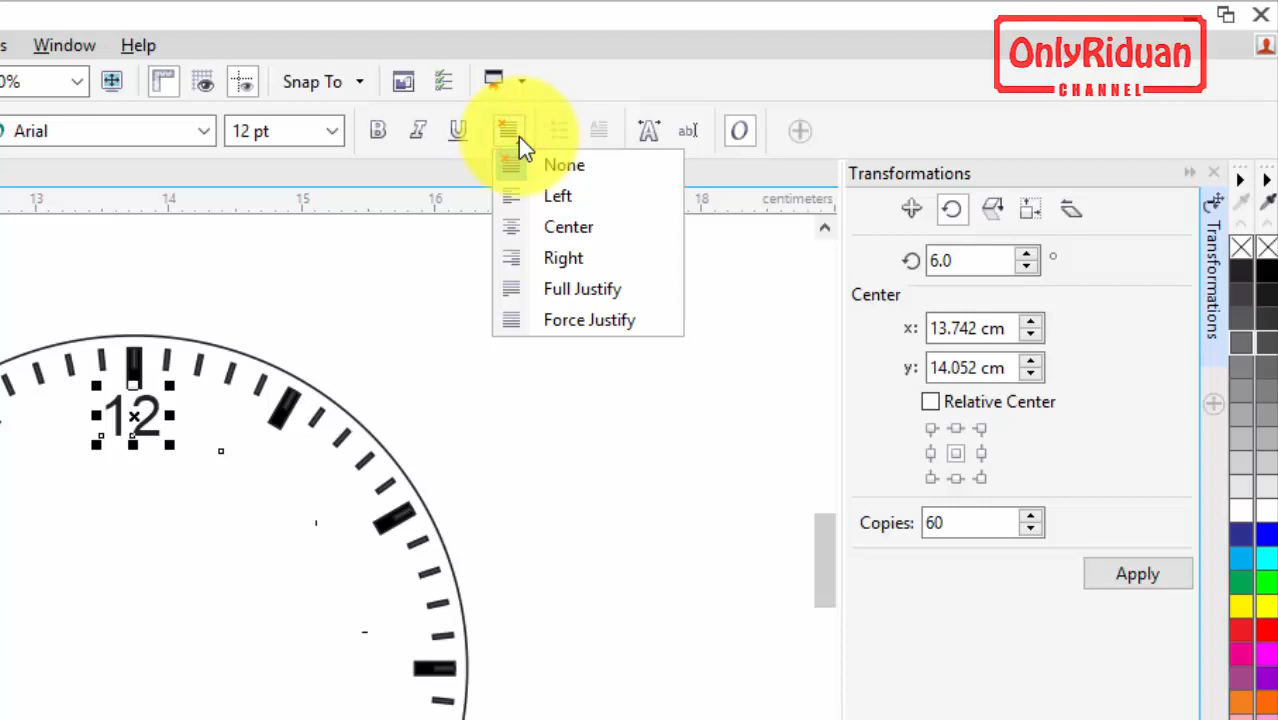 OnlyRiduan
CHANNEL
s Window Help
0% Snap To
Arial 12 pt B I U ab O
None
Left
Center
Right
Full Justify
Force Justify
13 14 15 16 18 centimeters
Transformations
6.0 °
Center
x: 13.742 cm
y: 14.052 cm
Relative Center
Copies: 60
Apply
Transformations
12